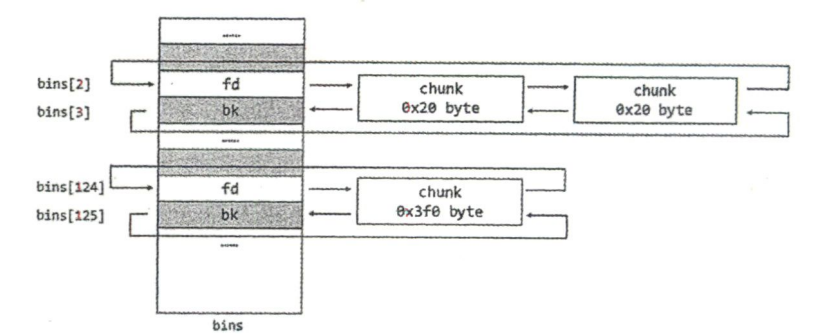 ......
bins[2]
fd
chunk
0x20 byte
chunk
0x20 byte
bins[3]
bk
......
bins[124]
fd
chunk
0x3f0 byte
bins[125]
bk
......
bins